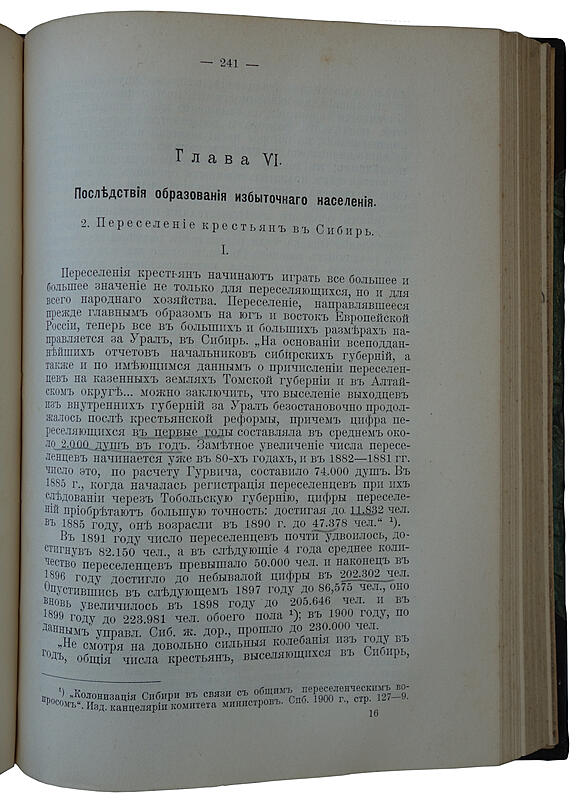 — 241 —
Глава VI.
Послѣдствія образованія избыточнаго населенія.
2. Переселеніе крестьянъ въ Сибирь.
I.
Переселенія крестьянъ начинаютъ играть все большее и
большее значеніе не только для переселяющихся, но и для
всего народнаго хозяйства. Переселеніе, направлявшееся
прежде главнымъ образомъ на югъ и востокъ Европейской
Россіи, теперь все въ большихъ и большихъ размѣрахъ на-
правляется за Уралъ, въ Сибирь. „На основаніи всеподдан-
нѣйшихъ отчетовъ начальниковъ сибирскихъ губерній, а
также и по имѣющимся даннымъ о причисленіи переселен-
цевъ на казенныхъ земляхъ Томской губерніи и въ Алтай-
скомъ округѣ... можно заключить, что выселеніе выходцевъ
изъ внутреннихъ губерній за Уралъ безостановочно продол-
жалось послѣ крестьянской реформы, причемъ цифра пе-
реселяющихся въ первые годы составляла въ среднемъ око-
ло 2.000 душъ въ годъ. Замѣтное увеличеніе числа пересе-
ленцевъ начинается уже въ 80-хъ годахъ, и въ 1882—1881 гг.
число это, по расчету Гурвича, составило 74.000 душъ. Въ
1885 г., когда началась регистрація переселенцевъ при ихъ
слѣдованіи черезъ Тобольскую губернію, цифры переселе-
ній пріобрѣтаютъ большую точность: достигая до 11.832 чел.
въ 1885 году, онѣ возрасли въ 1890 г. до 47.378 чел.“ ¹).
Въ 1891 году число переселенцевъ почти удвоилось, до-
стигнувъ 82.150 чел., а въ слѣдующіе 4 года среднее коли-
чество переселенцевъ превышало 50.000 чел. и наконецъ въ
1896 году достигло до небывалой цифры въ 202.302 чел.
Опустившись въ слѣдующемъ 1897 году до 86,575 чел., оно
вновь увеличилось въ 1898 году до 205.646 чел. и въ
1899 году до 223.981 чел. обоего пола ¹); въ 1900 году, по
даннымъ управл. Сиб. ж. дор., прошло до 230.000 чел.
„Не смотря на довольно сильныя колебанія изъ году въ
годъ, общія числа крестьянъ, выселяющихся въ Сибирь,
¹) „Колонизація Сибири въ связи съ общимъ переселенческимъ во-
просомъ“. Изд. канцеляріи комитета министровъ. Спб. 1900 г., стр. 127—9.
16